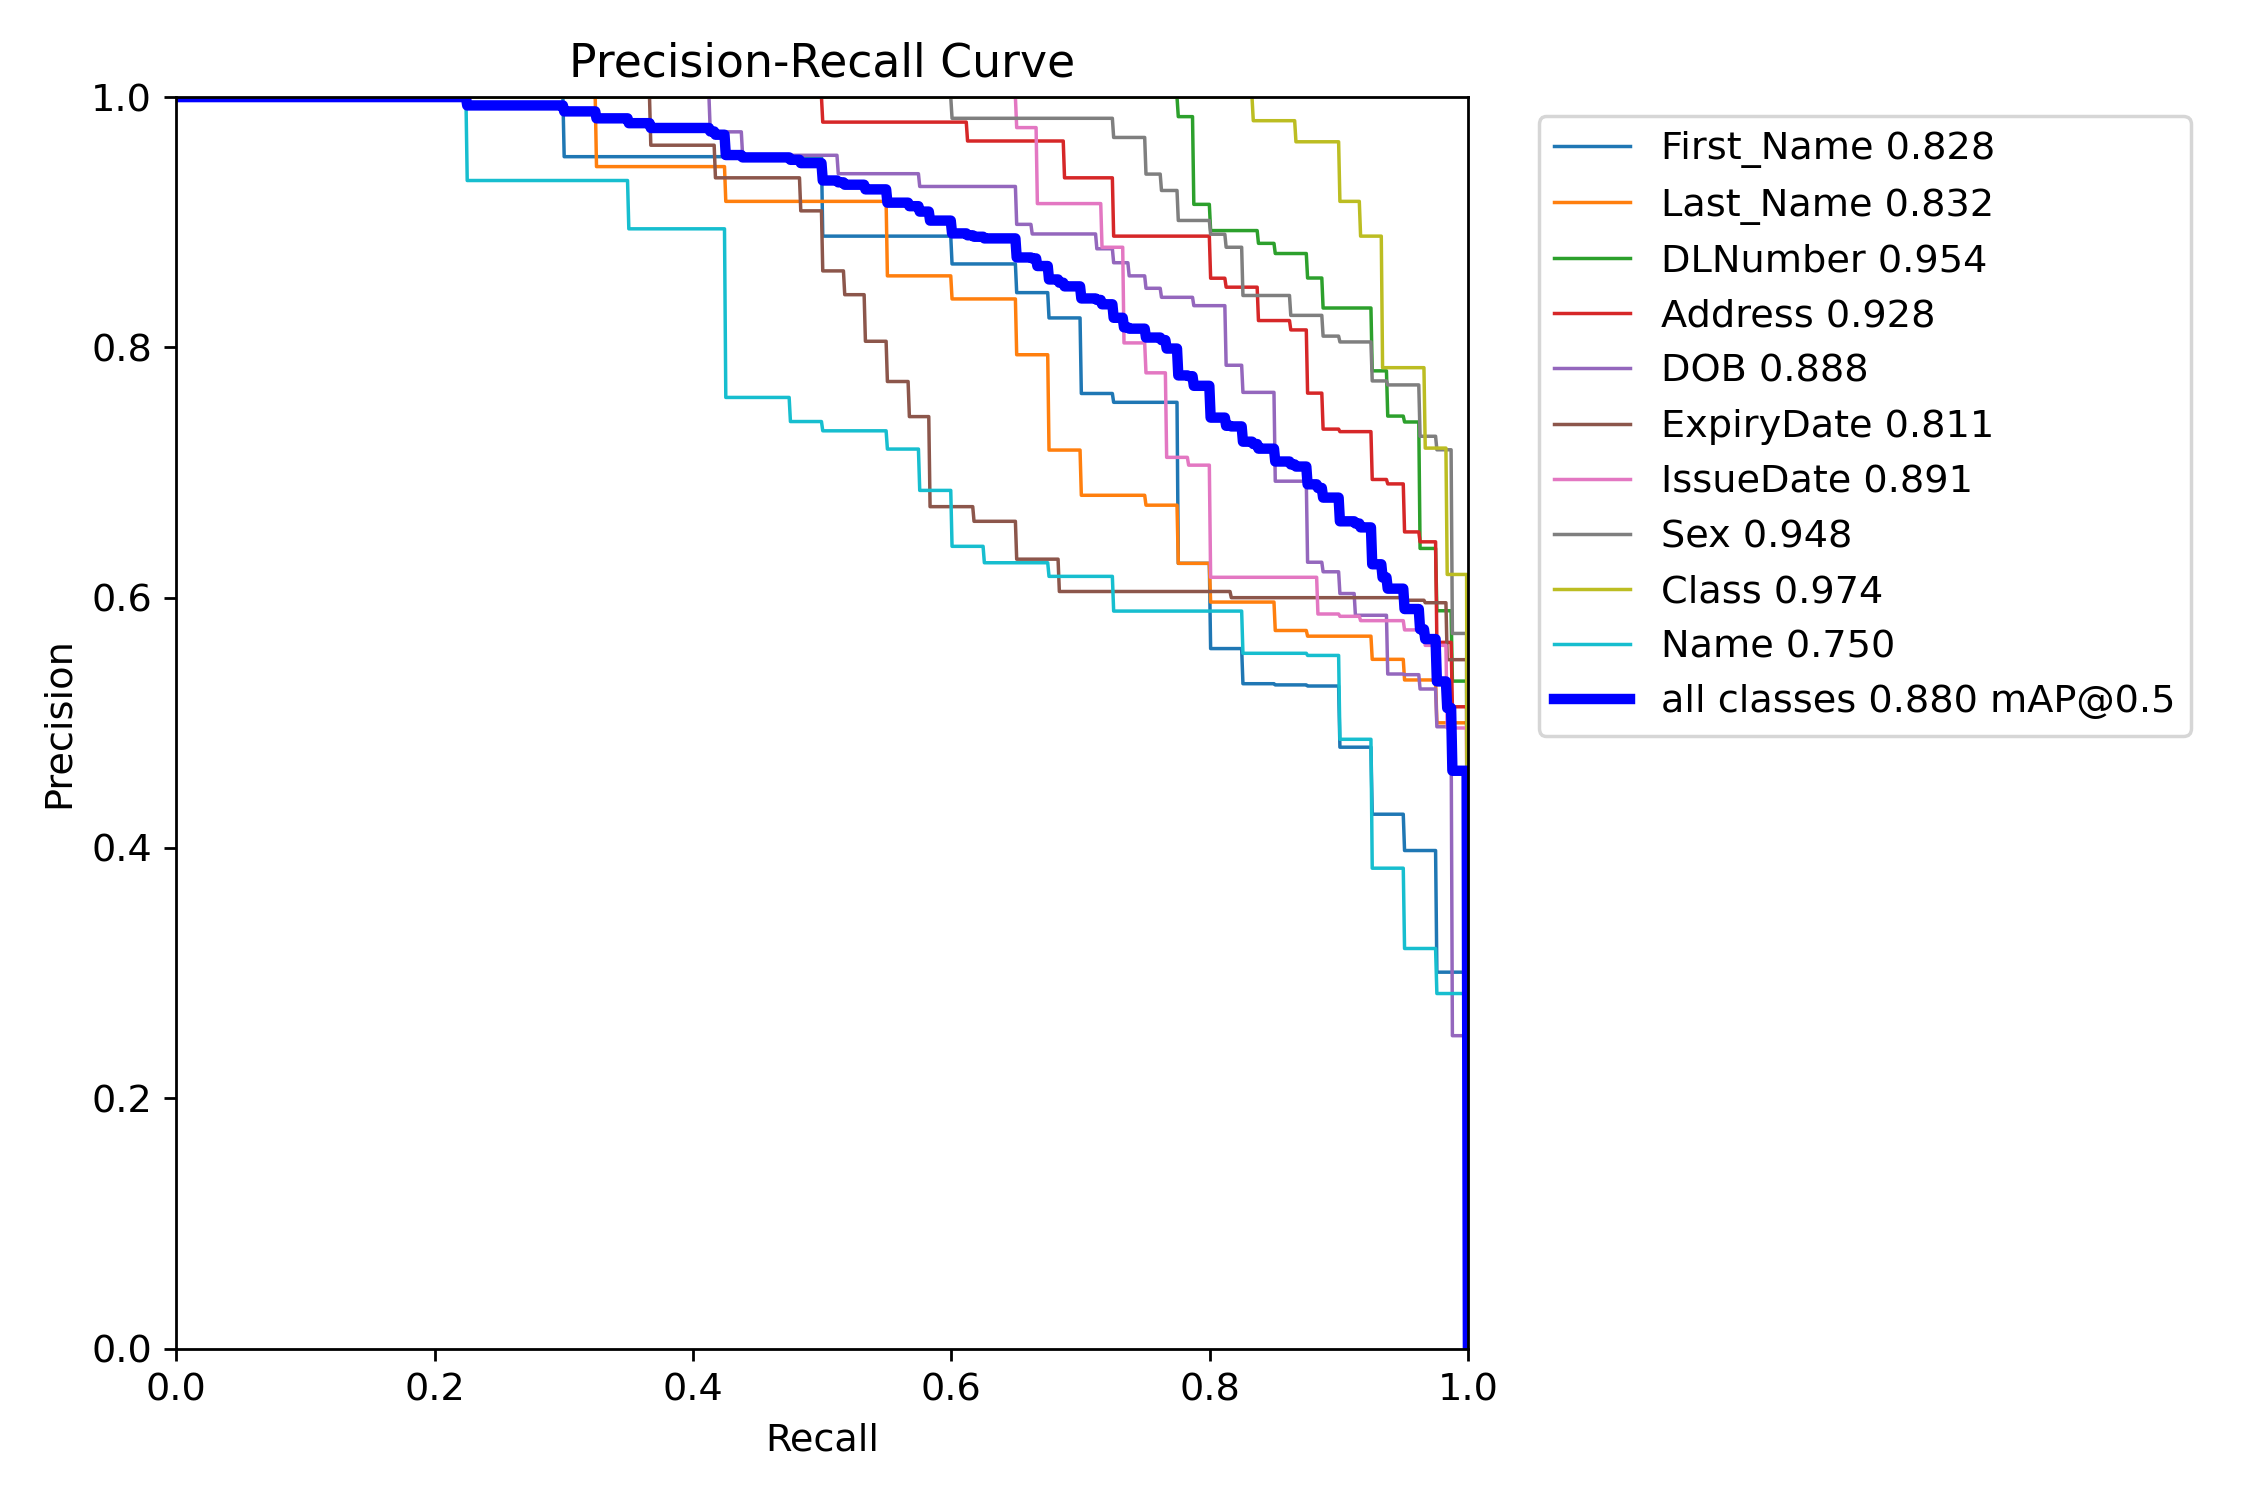 Precision-Recall Curve
1.0
0.8
0.6
0.4
0.2
0.0
Precision
0.0 0.2 0.4 0.6 0.8 1.0
Recall
First_Name 0.828
Last_Name 0.832
DLNumber 0.954
Address 0.928
DOB 0.888
ExpiryDate 0.811
IssueDate 0.891
Sex 0.948
Class 0.974
Name 0.750
all classes 0.880 mAP@0.5